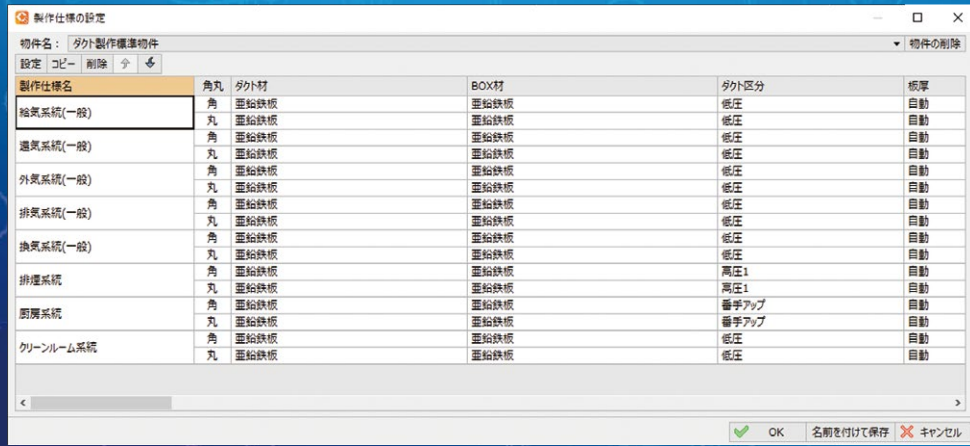 製作仕様の設定
物件名： ダクト製作標準物件 物件の削除
設定 コピー 削除
製作仕様名 角丸 ダクト材 BOX材 ダクト区分 板厚
給気系統(一般) 角 亜鉛鉄板 亜鉛鉄板 低圧 自動
丸 亜鉛鉄板 亜鉛鉄板 低圧 自動
還気系統(一般) 角 亜鉛鉄板 亜鉛鉄板 低圧 自動
丸 亜鉛鉄板 亜鉛鉄板 低圧 自動
外気系統(一般) 角 亜鉛鉄板 亜鉛鉄板 低圧 自動
丸 亜鉛鉄板 亜鉛鉄板 低圧 自動
排気系統(一般) 角 亜鉛鉄板 亜鉛鉄板 低圧 自動
丸 亜鉛鉄板 亜鉛鉄板 低圧 自動
換気系統(一般) 角 亜鉛鉄板 亜鉛鉄板 低圧 自動
丸 亜鉛鉄板 亜鉛鉄板 低圧 自動
排煙系統 角 亜鉛鉄板 亜鉛鉄板 高圧1 自動
丸 亜鉛鉄板 亜鉛鉄板 高圧1 自動
厨房系統 角 亜鉛鉄板 亜鉛鉄板 番手アップ 自動
丸 亜鉛鉄板 亜鉛鉄板 番手アップ 自動
クリーンルーム系統 角 亜鉛鉄板 亜鉛鉄板 低圧 自動
丸 亜鉛鉄板 亜鉛鉄板 低圧 自動
OK 名前を付けて保存 キャンセル